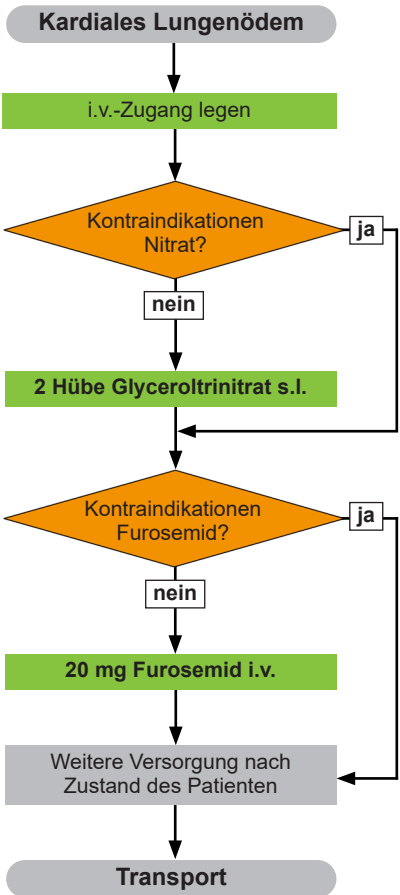 Kardiales Lungenödem
i.v.-Zugang legen
Kontraindikationen
Nitrat?
ja
nein
2 Hübe Glyceroltrinitrat s.l.
Kontraindikationen
Furosemid?
ja
nein
20 mg Furosemid i.v.
Weitere Versorgung nach
Zustand des Patienten
Transport